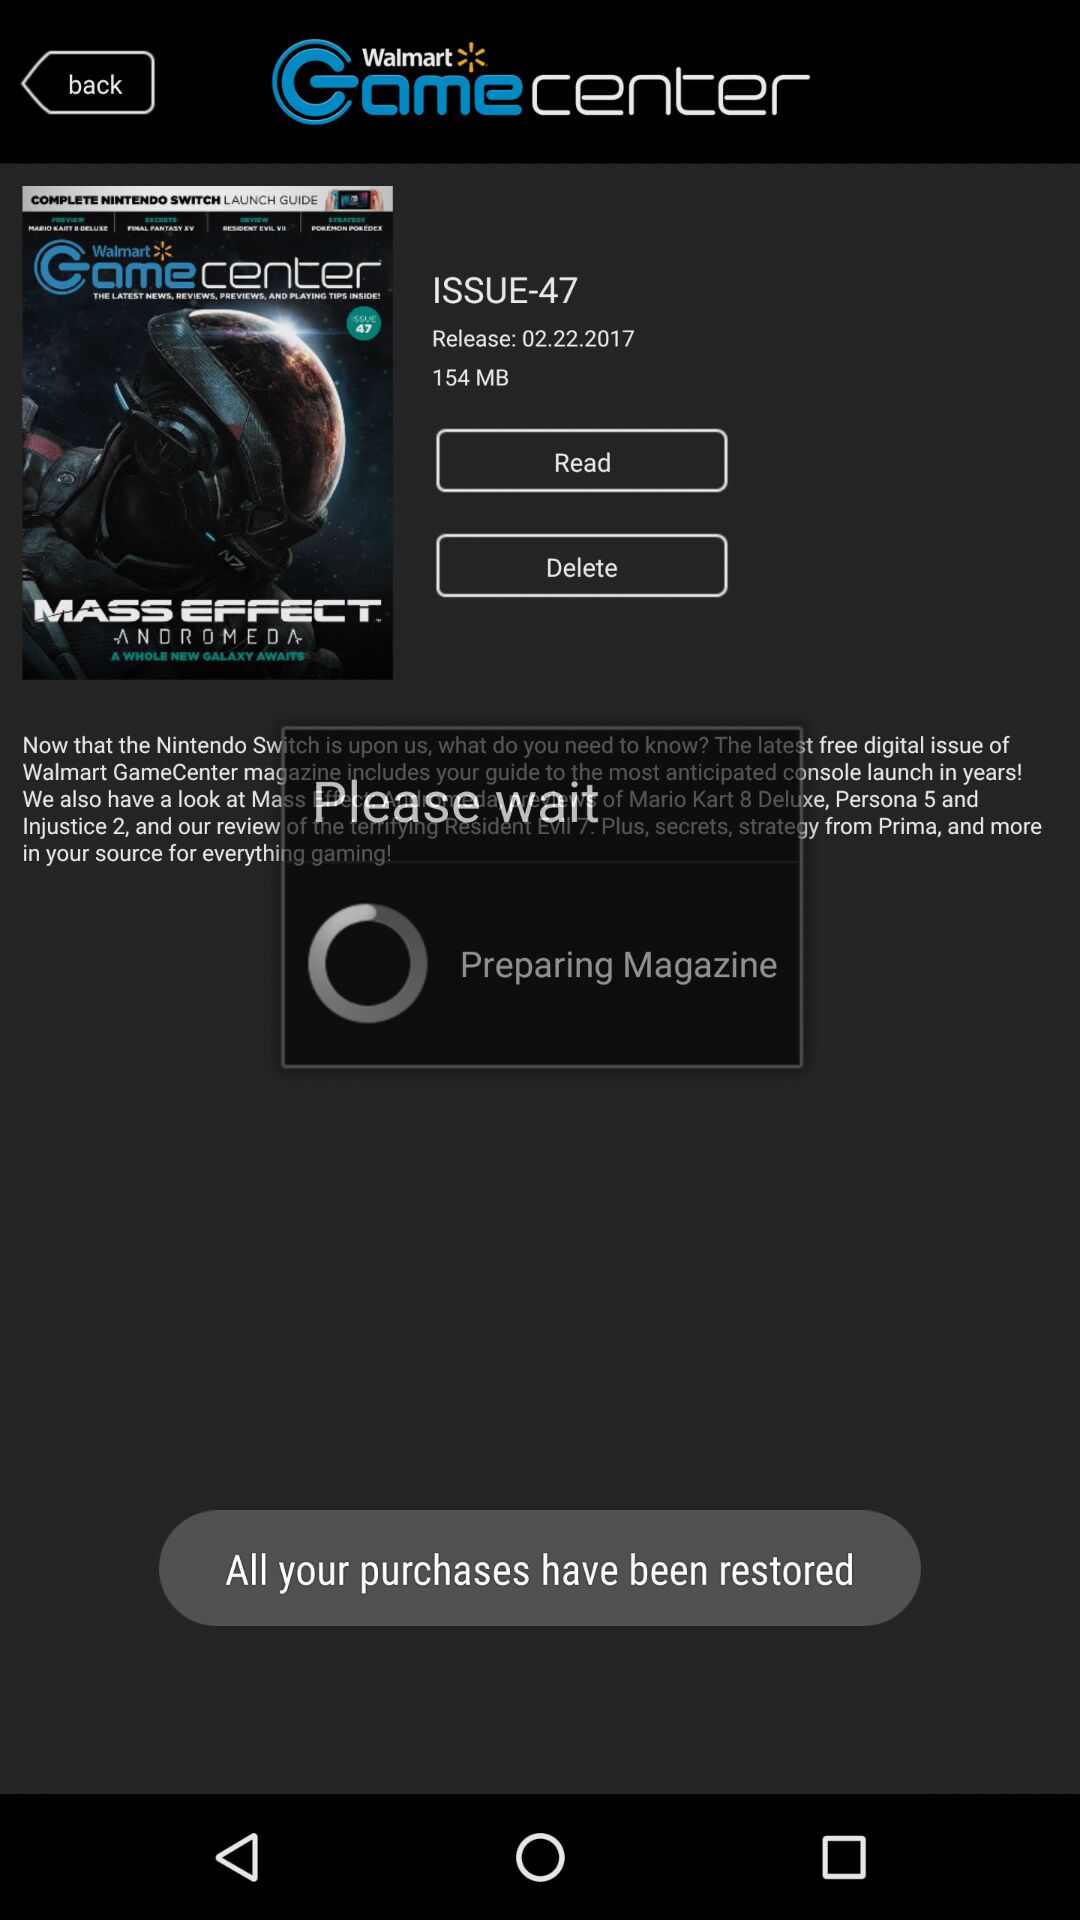 back
Walmart
Gamecenter
COMPLETE NINTENDO SWITCH LAUNCH GUIDE
PREVIEW
MARIO KART 8 DELUXE
SECRETS
FINAL FANTASY XV
REVIEW
RESIDENT EVIL VII
STRATEGY
POKÉMON POKÉDEX
Walmart
Gamecenter
THE LATEST NEWS, REVIEWS, PREVIEWS, AND PLAYING TIPS INSIDE!
ISSUE
47
N7
MASS EFFECT
ANDROMEDA
A WHOLE NEW GALAXY AWAITS
ISSUE-47
Release: 02.22.2017
154 MB
Read
Delete
Now that the Nintendo Switch is upon us, what do you need to know? The latest free digital issue of
Walmart GameCenter magazine includes your guide to the most anticipated console launch in years!
We also have a look at Mass Effect: Andromeda, previews of Mario Kart 8 Deluxe, Persona 5 and
Injustice 2, and our review of the terrifying Resident Evil 7. Plus, secrets, strategy from Prima, and more
in your source for everything gaming!
Please wait
Preparing Magazine
All your purchases have been restored